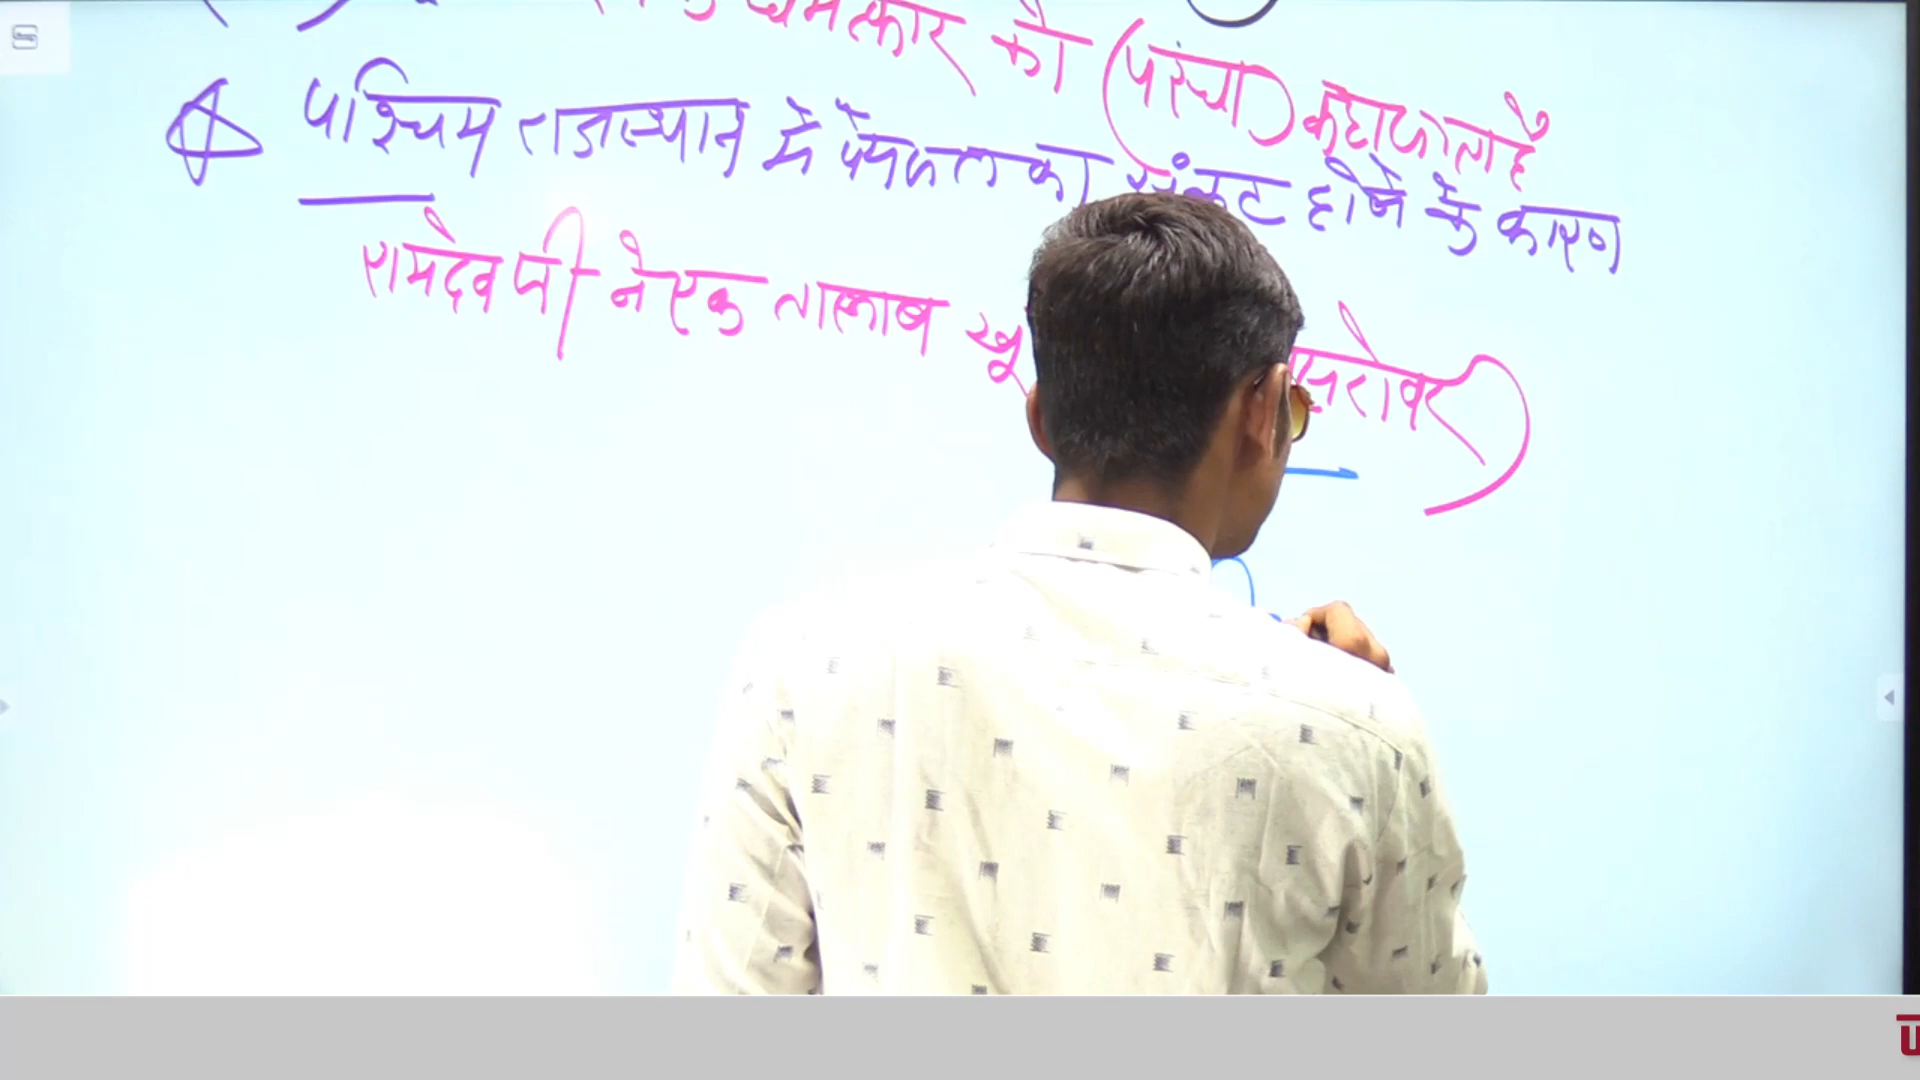 चमत्कार को (परचा) कहा जाता है
पश्चिम राजस्थान में पेयजल का संकट होने के कारण
रामदेव जी ने एक तालाब खू सरोवर)